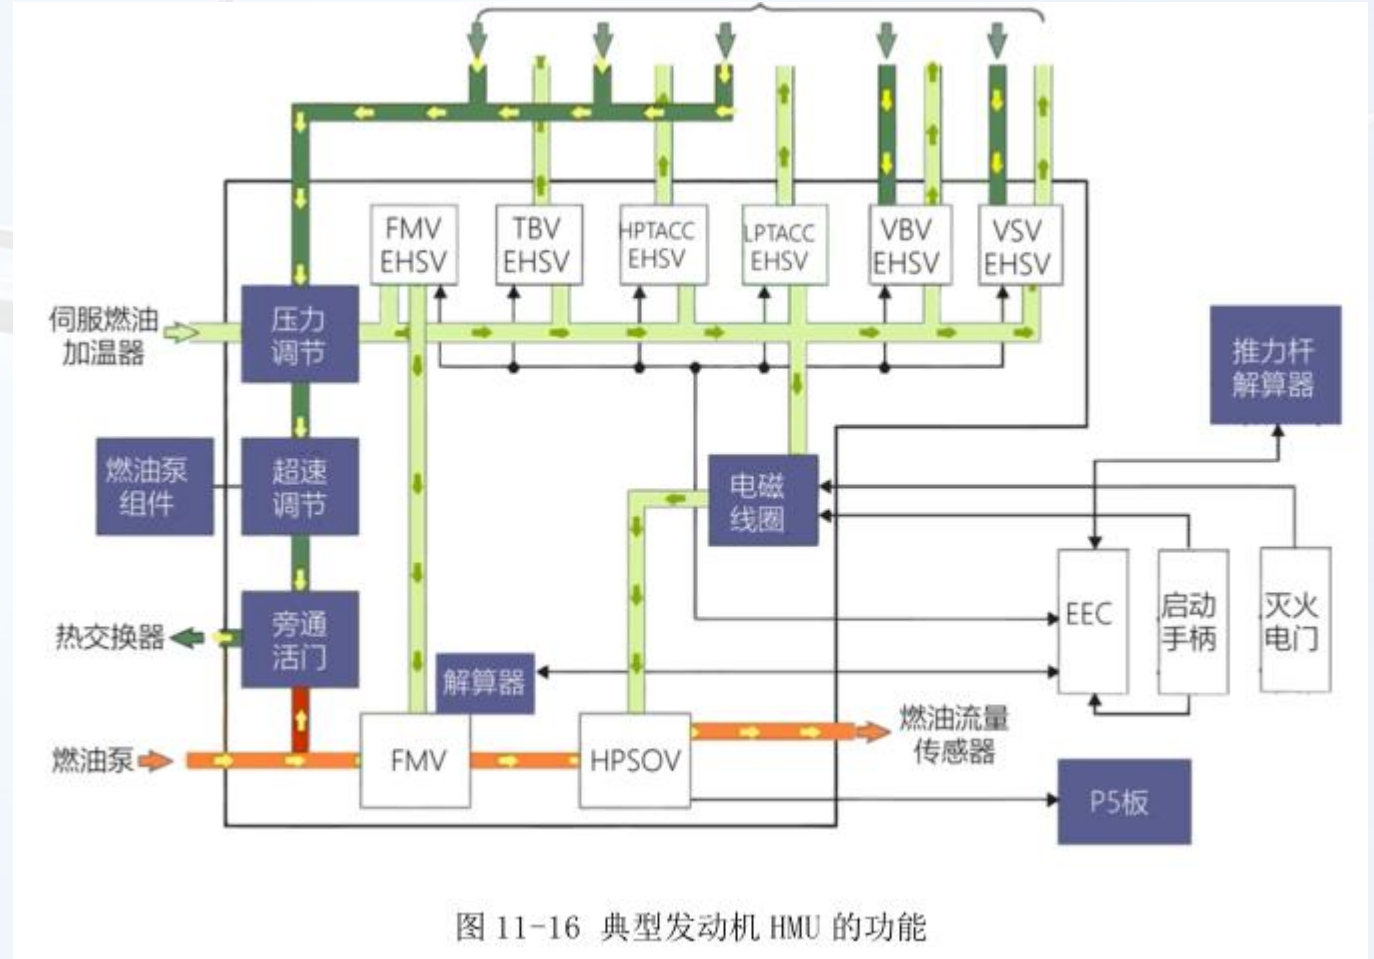 FMV
EHSV
TBV
EHSV
HPTACC
EHSV
LPTACC
EHSV
VBV
EHSV
VSV
EHSV
伺服燃油
加温器
压力
调节
推力杆
解算器
燃油泵
组件
超速
调节
电磁
线圈
EEC
启动
手柄
灭火
电门
热交换器
旁通
活门
解算器
燃油泵
FMV
HPSOV
燃油流量
传感器
P5板
图 11-16 典型发动机 HMU 的功能